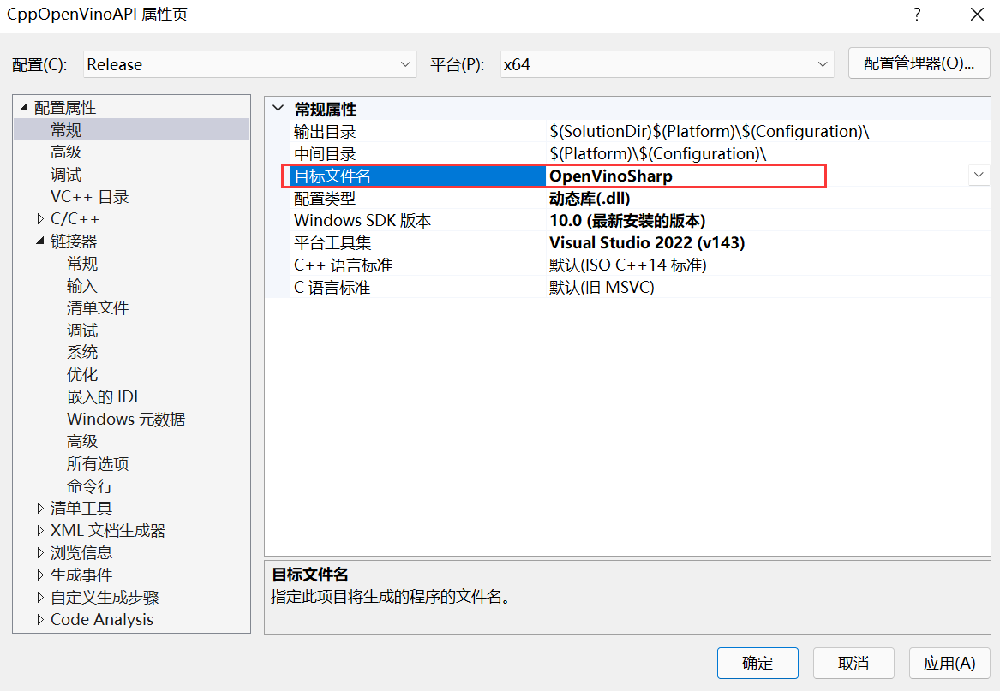 CppOpenVinoAPI 属性页
?
配置(C): Release 平台(P): x64 配置管理器(O)...
配置属性
常规
高级
调试
VC++ 目录
C/C++
链接器
常规
输入
清单文件
调试
系统
优化
嵌入的 IDL
Windows 元数据
高级
所有选项
命令行
清单工具
XML 文档生成器
浏览信息
生成事件
自定义生成步骤
Code Analysis
常规属性
输出目录 $(SolutionDir)$(Platform)\$(Configuration)\
中间目录 $(Platform)\$(Configuration)\
目标文件名 OpenVinoSharp
配置类型 动态库(.dll)
Windows SDK 版本 10.0 (最新安装的版本)
平台工具集 Visual Studio 2022 (v143)
C++ 语言标准 默认(ISO C++14 标准)
C 语言标准 默认(旧 MSVC)
目标文件名
指定此项目将生成的程序的文件名。
确定 取消 应用(A)